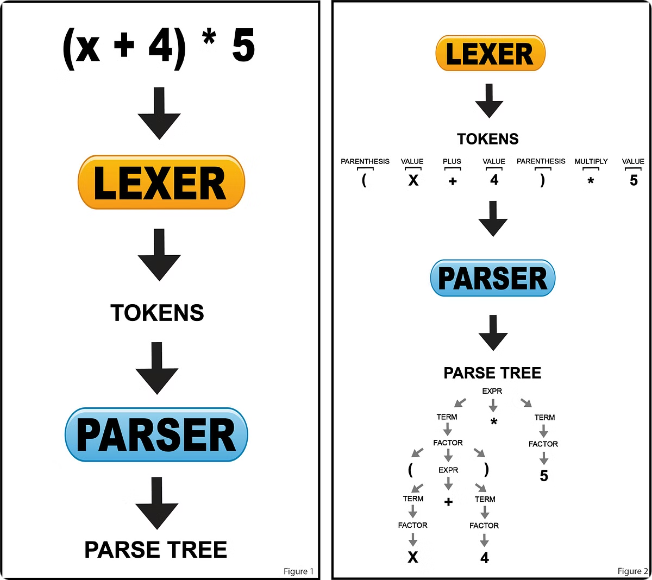 (x + 4) * 5
LEXER
TOKENS
PARSER
PARSE TREE
Figure 1
LEXER
TOKENS
PARENTHESIS VALUE PLUS VALUE PARENTHESIS MULTIPLY VALUE
( X + 4 ) * 5
PARSER
PARSE TREE
EXPR
TERM * TERM
FACTOR FACTOR
( EXPR ) 5
TERM + TERM
FACTOR FACTOR
X 4
Figure 2